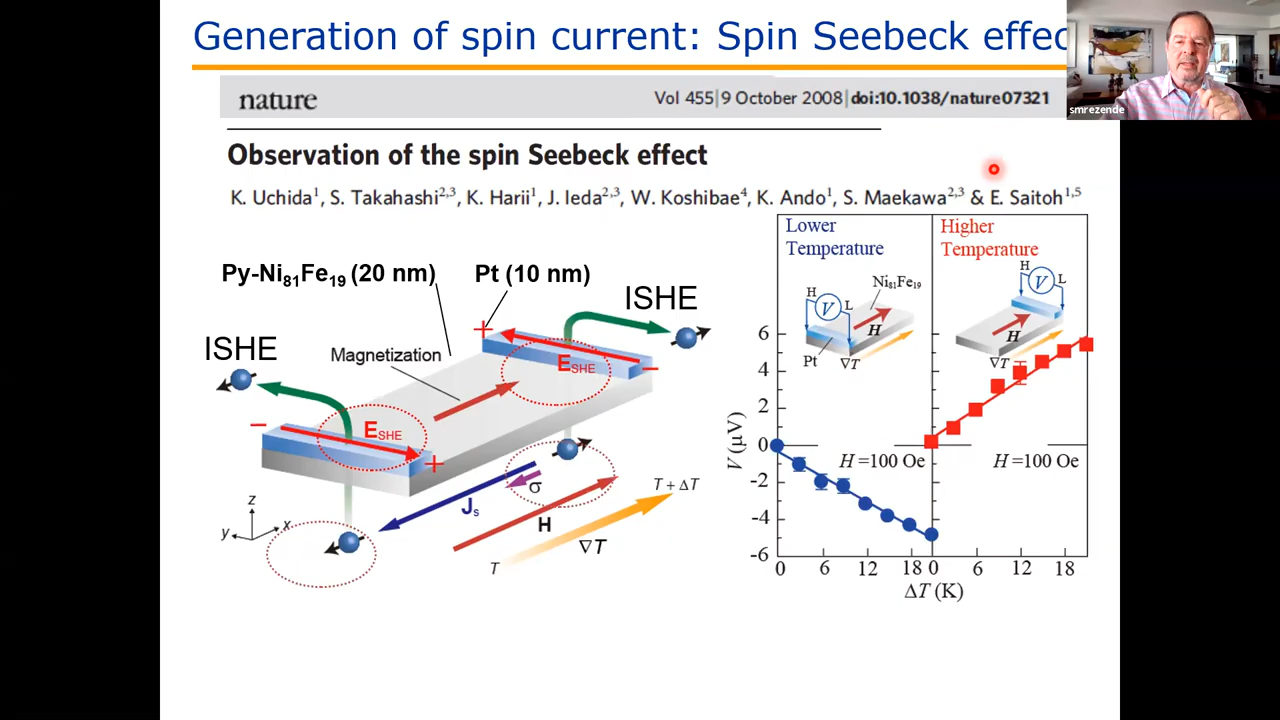 Generation of spin current: Spin Seebeck effec
smrezende
nature
Vol 455|9 October 2008|doi:10.1038/nature07321
Observation of the spin Seebeck effect
K. Uchida¹, S. Takahashi²,³, K. Harii¹, J. Ieda²,³, W. Koshibae⁴, K. Ando¹, S. Maekawa²,³ & E. Saitoh¹,⁵
Py-Ni₈₁Fe₁₉ (20 nm)
Pt (10 nm)
ISHE
ISHE
Magnetization
+
−
E_SHE
−
E_SHE
+
σ
J_s
H
T + ΔT
∇T
T
z
y
x
Lower
Temperature
Higher
Temperature
Ni₈₁Fe₁₉
H
V
L
H
Pt
∇T
H
V
L
H
∇T
6
4
2
0
-2
-4
-6
V (μV)
H =100 Oe
H =100 Oe
0 6 12 18 0 6 12 18
ΔT (K)